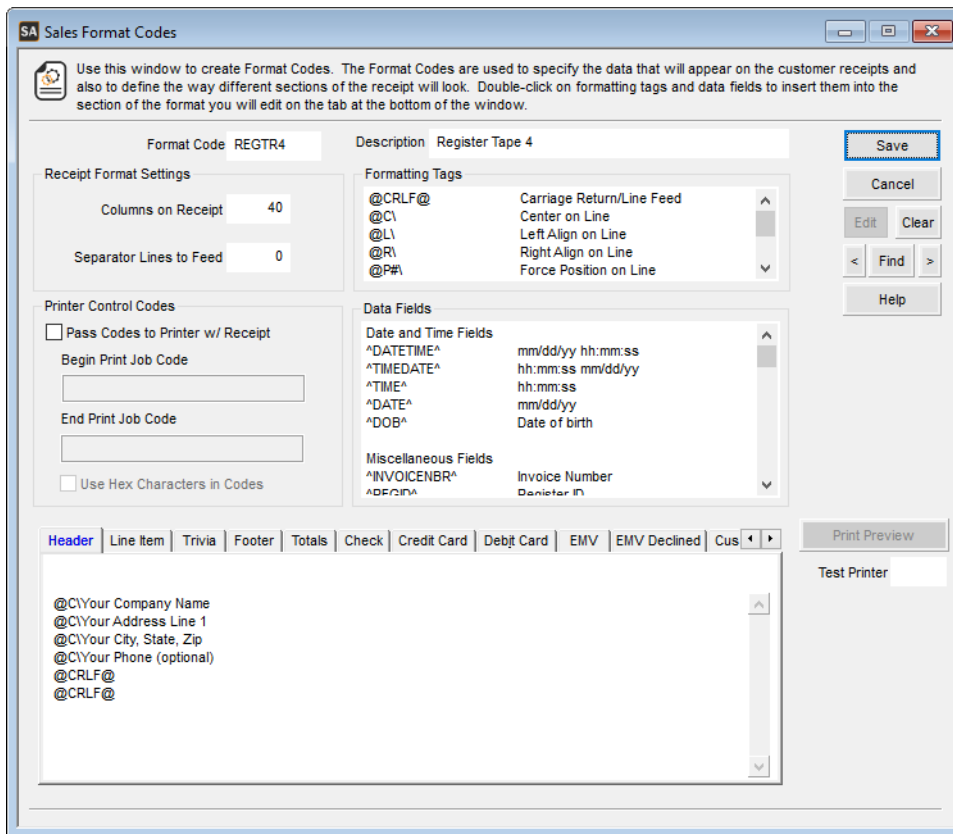 SA Sales Format Codes
Use this window to create Format Codes.  The Format Codes are used to specify the data that will appear on the customer receipts and
also to define the way different sections of the receipt will look.  Double-click on formatting tags and data fields to insert them into the
section of the format you will edit on the tab at the bottom of the window.
Format Code REGTR4
Description Register Tape 4
Save
Receipt Format Settings
Columns on Receipt 40
Separator Lines to Feed 0
Formatting Tags
@CRLF@ Carriage Return/Line Feed
@C\ Center on Line
@L\ Left Align on Line
@R\ Right Align on Line
@P#\ Force Position on Line
Cancel
Edit Clear
< Find >
Help
Printer Control Codes
Pass Codes to Printer w/ Receipt
Begin Print Job Code
End Print Job Code
Use Hex Characters in Codes
Data Fields
Date and Time Fields
^DATETIME^ mm/dd/yy hh:mm:ss
^TIMEDATE^ hh:mm:ss mm/dd/yy
^TIME^ hh:mm:ss
^DATE^ mm/dd/yy
^DOB^ Date of birth
Miscellaneous Fields
^INVOICENBR^ Invoice Number
^REGID^ Register ID
Header Line Item Trivia Footer Totals Check Credit Card Debit Card EMV EMV Declined Cus
Print Preview
Test Printer
@C\Your Company Name
@C\Your Address Line 1
@C\Your City, State, Zip
@C\Your Phone (optional)
@CRLF@
@CRLF@